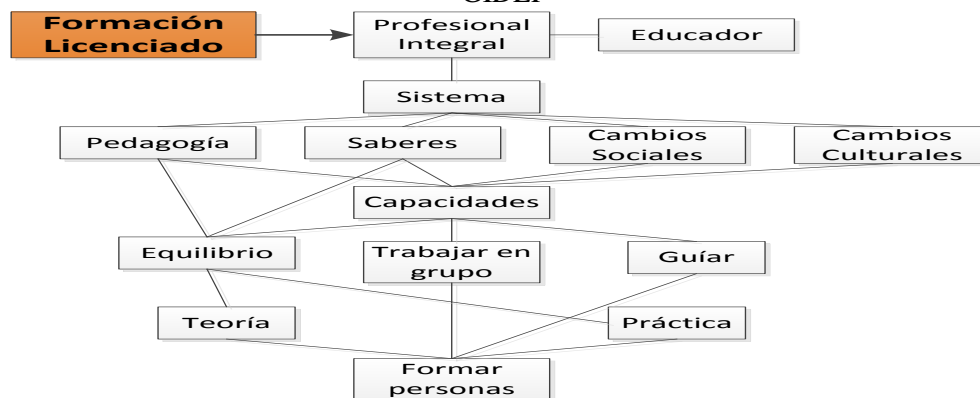 Formación
Licenciado
Profesional
Integral
Educador
Sistema
Pedagogía
Saberes
Cambios
Sociales
Cambios
Culturales
Capacidades
Equilibrio
Trabajar en
grupo
Guíar
Teoría
Práctica
Formar
personas